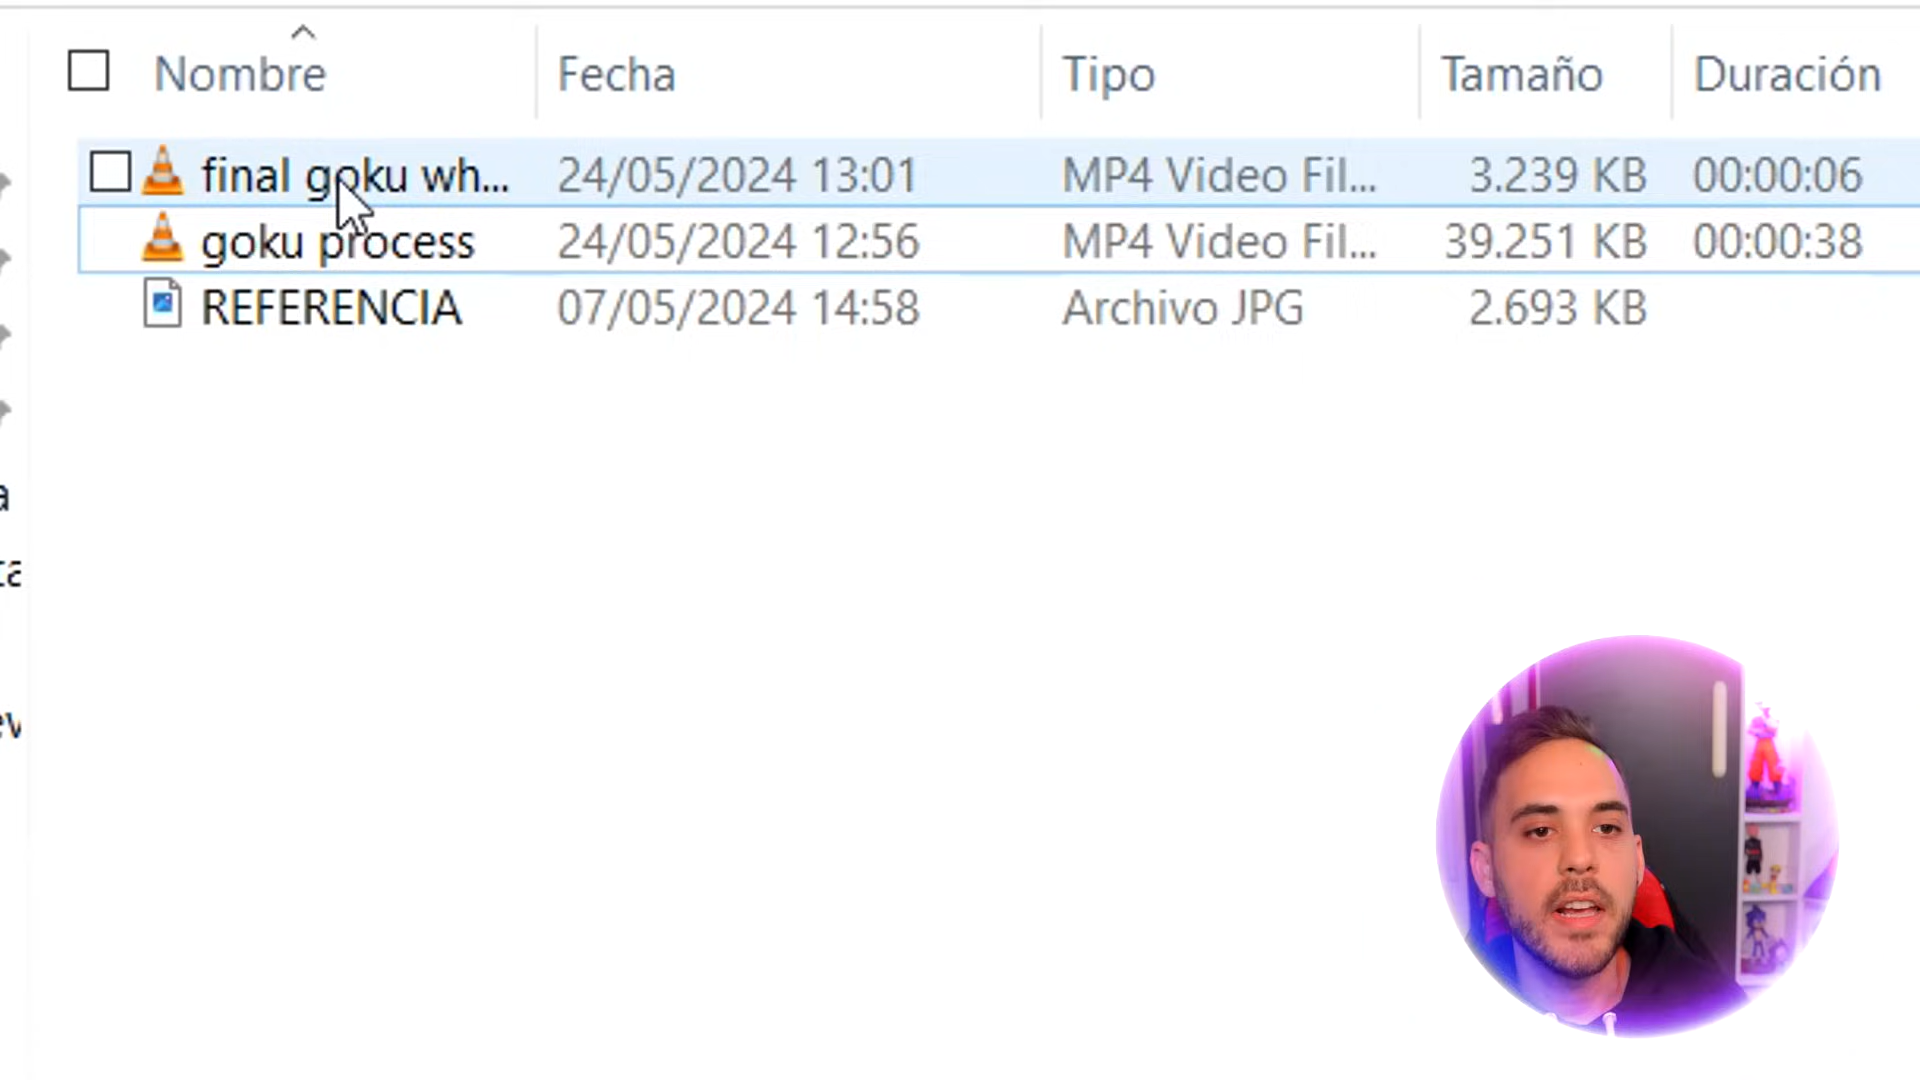 Nombre Fecha Tipo Tamaño Duración
final goku wh... 24/05/2024 13:01 MP4 Video Fil... 3.239 KB 00:00:06
goku process 24/05/2024 12:56 MP4 Video Fil... 39.251 KB 00:00:38
REFERENCIA 07/05/2024 14:58 Archivo JPG 2.693 KB